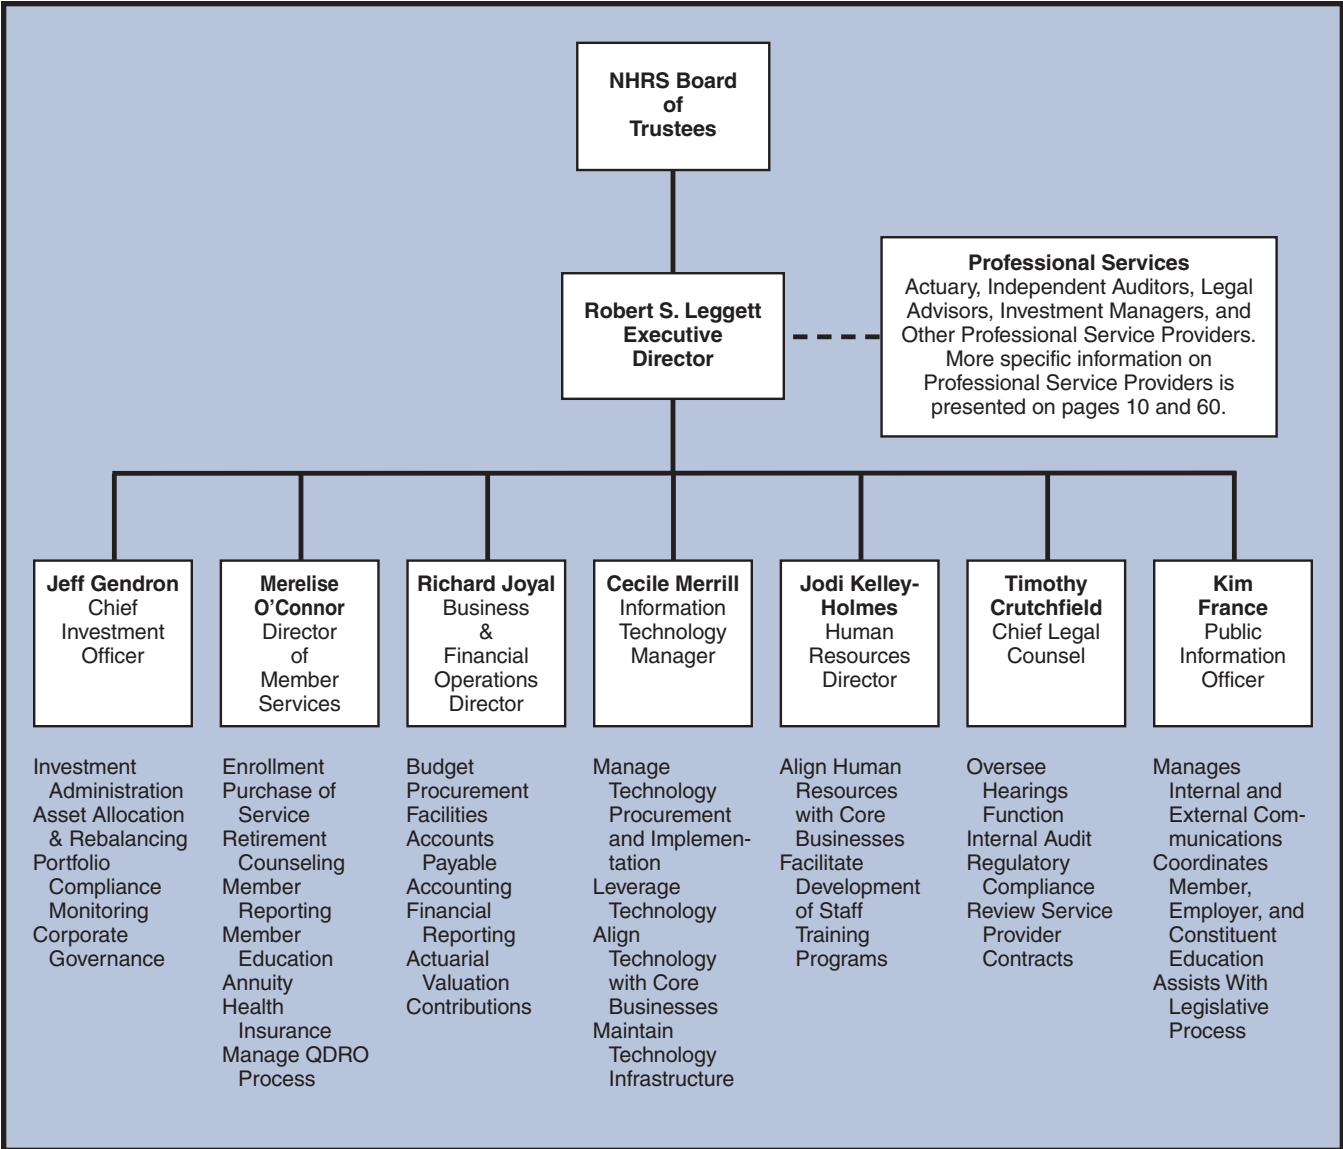 NHRS Board
of
Trustees
Robert S. Leggett
Executive
Director
Professional Services
Actuary, Independent Auditors, Legal
Advisors, Investment Managers, and
Other Professional Service Providers.
More specific information on
Professional Service Providers is
presented on pages 10 and 60.
Jeff Gendron
Chief
Investment
Officer
Merelise
O’Connor
Director
of
Member
Services
Richard Joyal
Business
&
Financial
Operations
Director
Cecile Merrill
Information
Technology
Manager
Jodi Kelley-
Holmes
Human
Resources
Director
Timothy
Crutchfield
Chief Legal
Counsel
Kim
France
Public
Information
Officer
Investment
Administration
Asset Allocation
& Rebalancing
Portfolio
Compliance
Monitoring
Corporate
Governance
Enrollment
Purchase of
Service
Retirement
Counseling
Member
Reporting
Member
Education
Annuity
Health
Insurance
Manage QDRO
Process
Budget
Procurement
Facilities
Accounts
Payable
Accounting
Financial
Reporting
Actuarial
Valuation
Contributions
Manage
Technology
Procurement
and Implemen-
tation
Leverage
Technology
Align
Technology
with Core
Businesses
Maintain
Technology
Infrastructure
Align Human
Resources
with Core
Businesses
Facilitate
Development
of Staff
Training
Programs
Oversee
Hearings
Function
Internal Audit
Regulatory
Compliance
Review Service
Provider
Contracts
Manages
Internal and
External Com-
munications
Coordinates
Member,
Employer, and
Constituent
Education
Assists With
Legislative
Process